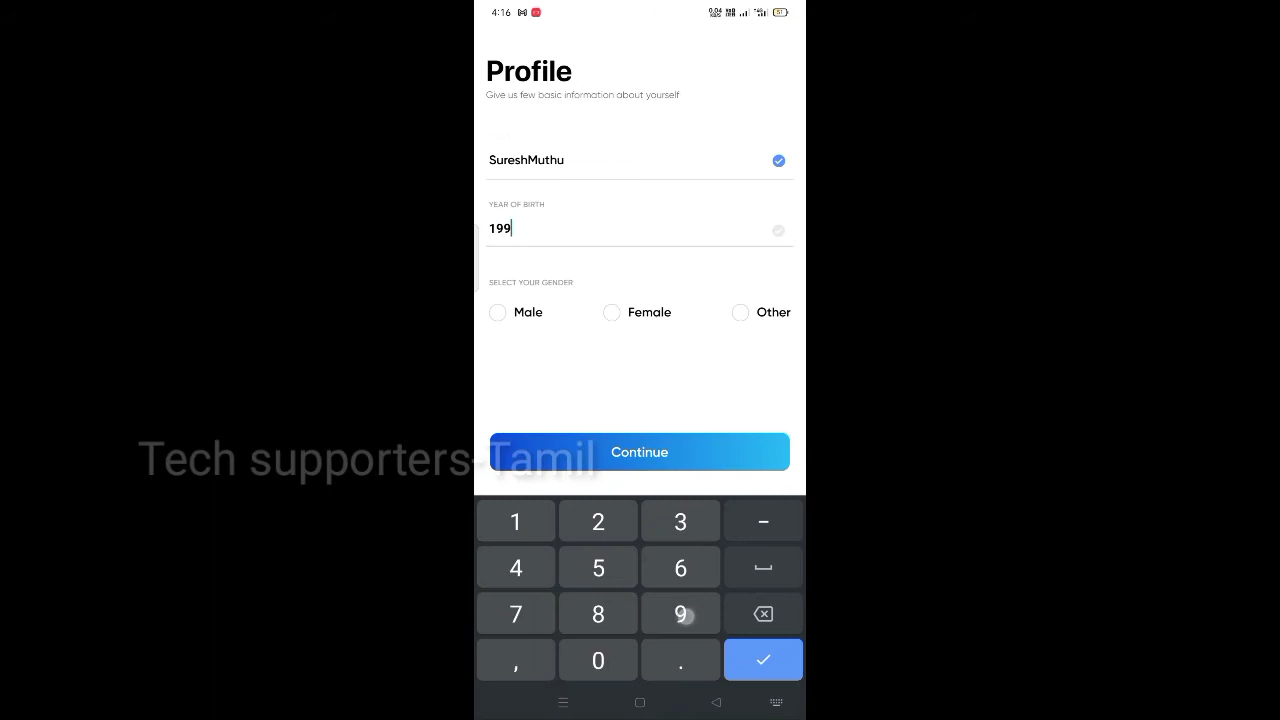 4:16
Profile
Give us few basic information about yourself
SureshMuthu
YEAR OF BIRTH
199
SELECT YOUR GENDER
Male Female Other
Continue
Tech supporters-Tamil
1 2 3 -
4 5 6
7 8 9
, 0 .